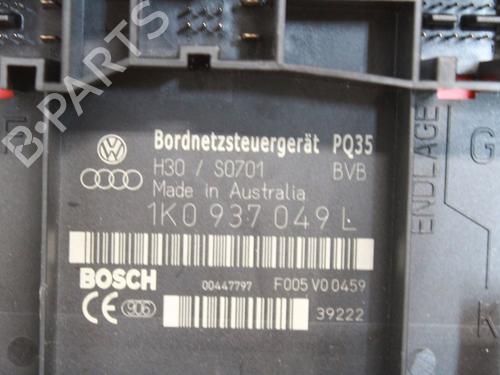 B-PARTS
Bordnetzsteuergerät PQ35
H30 / S0701 BVB
Made in Australia
1K0 937 049 L
BOSCH 00447797 F005 V0 0459
CE 906 39222
ENDLAGE
G
K